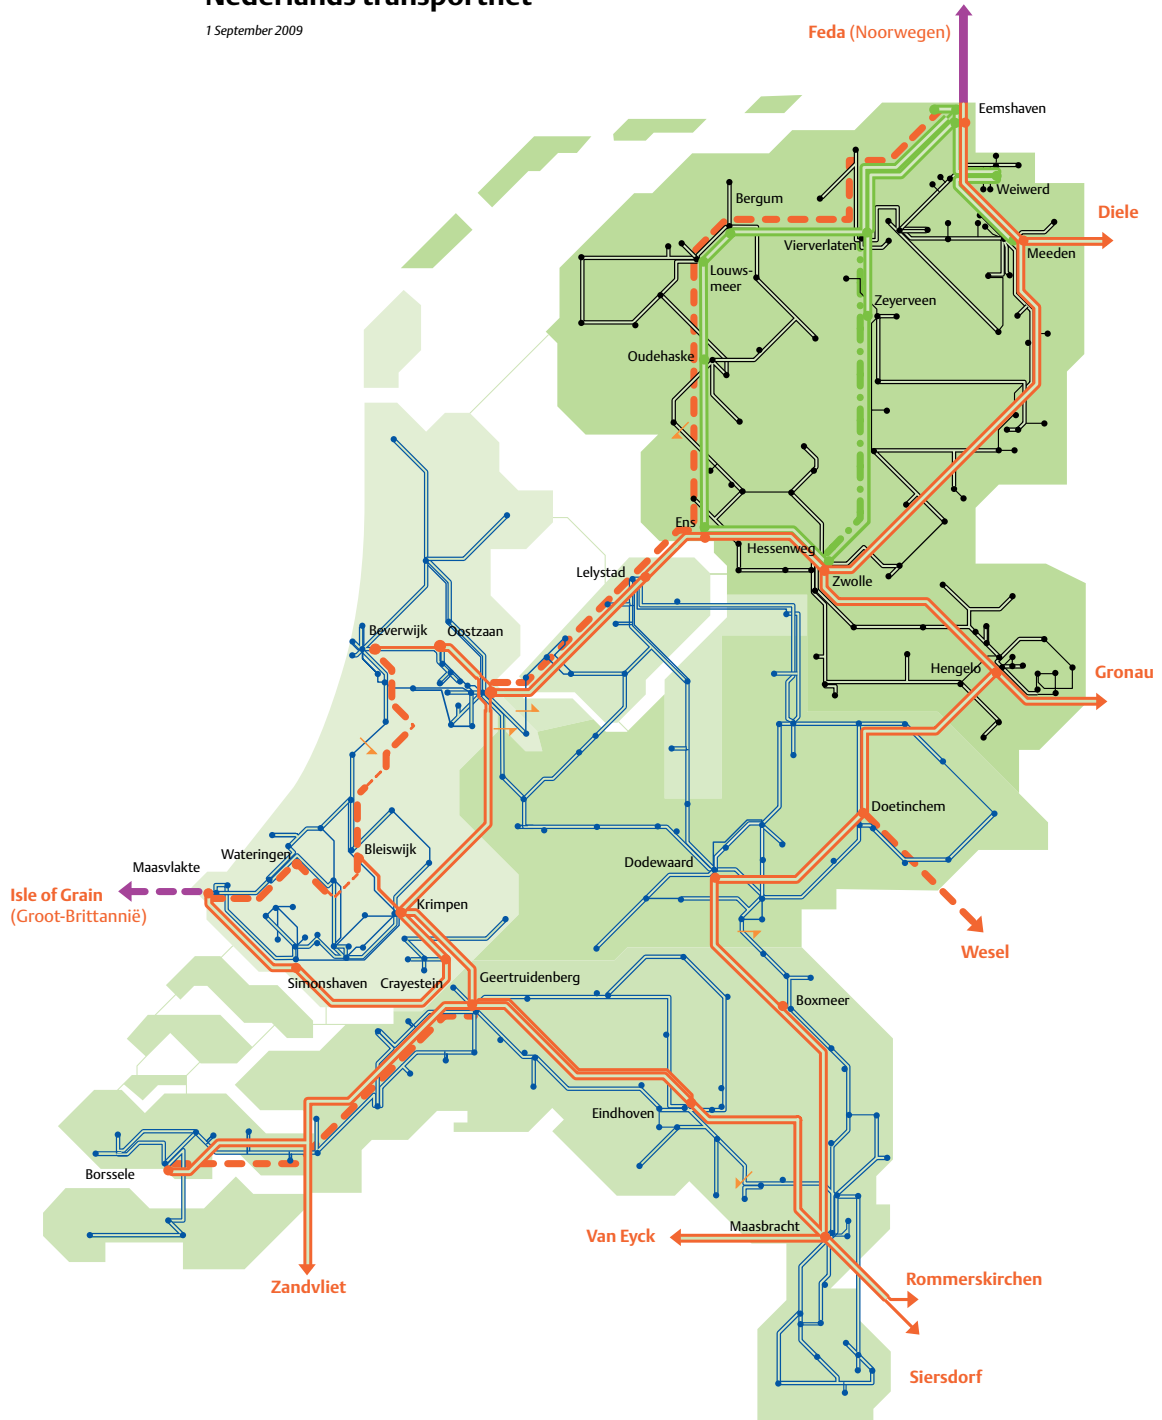 Nederlands transportnet
1 September 2009
Feda (Noorwegen)
Eemshaven
Weiwerd
Bergum
Diele
Vierverlaten
Meeden
Louws-
meer
Zeyerveen
Oudehaske
Ens
Hessenweg
Lelystad
Zwolle
Beverwijk
Oostzaan
Hengelo
Gronau
Doetinchem
Bleiswijk
Wateringen
Dodewaard
Maasvlakte
Isle of Grain
(Groot-Brittannië)
Krimpen
Wesel
Geertruidenberg
Simonshaven
Crayestein
Boxmeer
Eindhoven
Borssele
Maasbracht
Van Eyck
Zandvliet
Rommerskirchen
Siersdorf